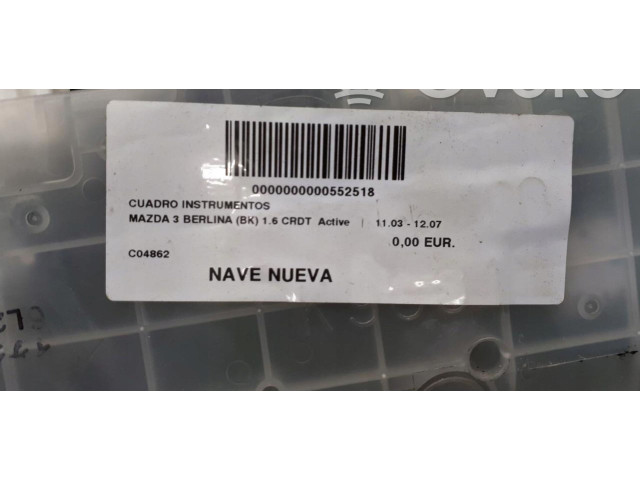 0000000000552518
CUADRO INSTRUMENTOS
MAZDA 3 BERLINA (BK) 1.6 CRDT Active | 11.03 - 12.07
0,00 EUR.
C04862
NAVE NUEVA